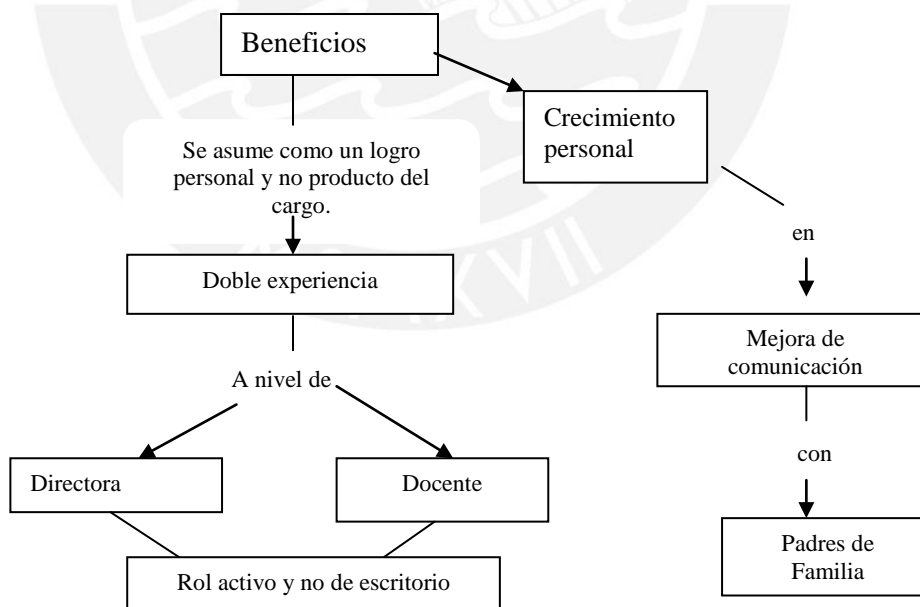 Beneficios
Crecimiento
personal
Se asume como un logro
personal y no producto del
cargo.
en
Doble experiencia
Mejora de
comunicación
A nivel de
con
Directora
Docente
Padres de
Familia
Rol activo y no de escritorio